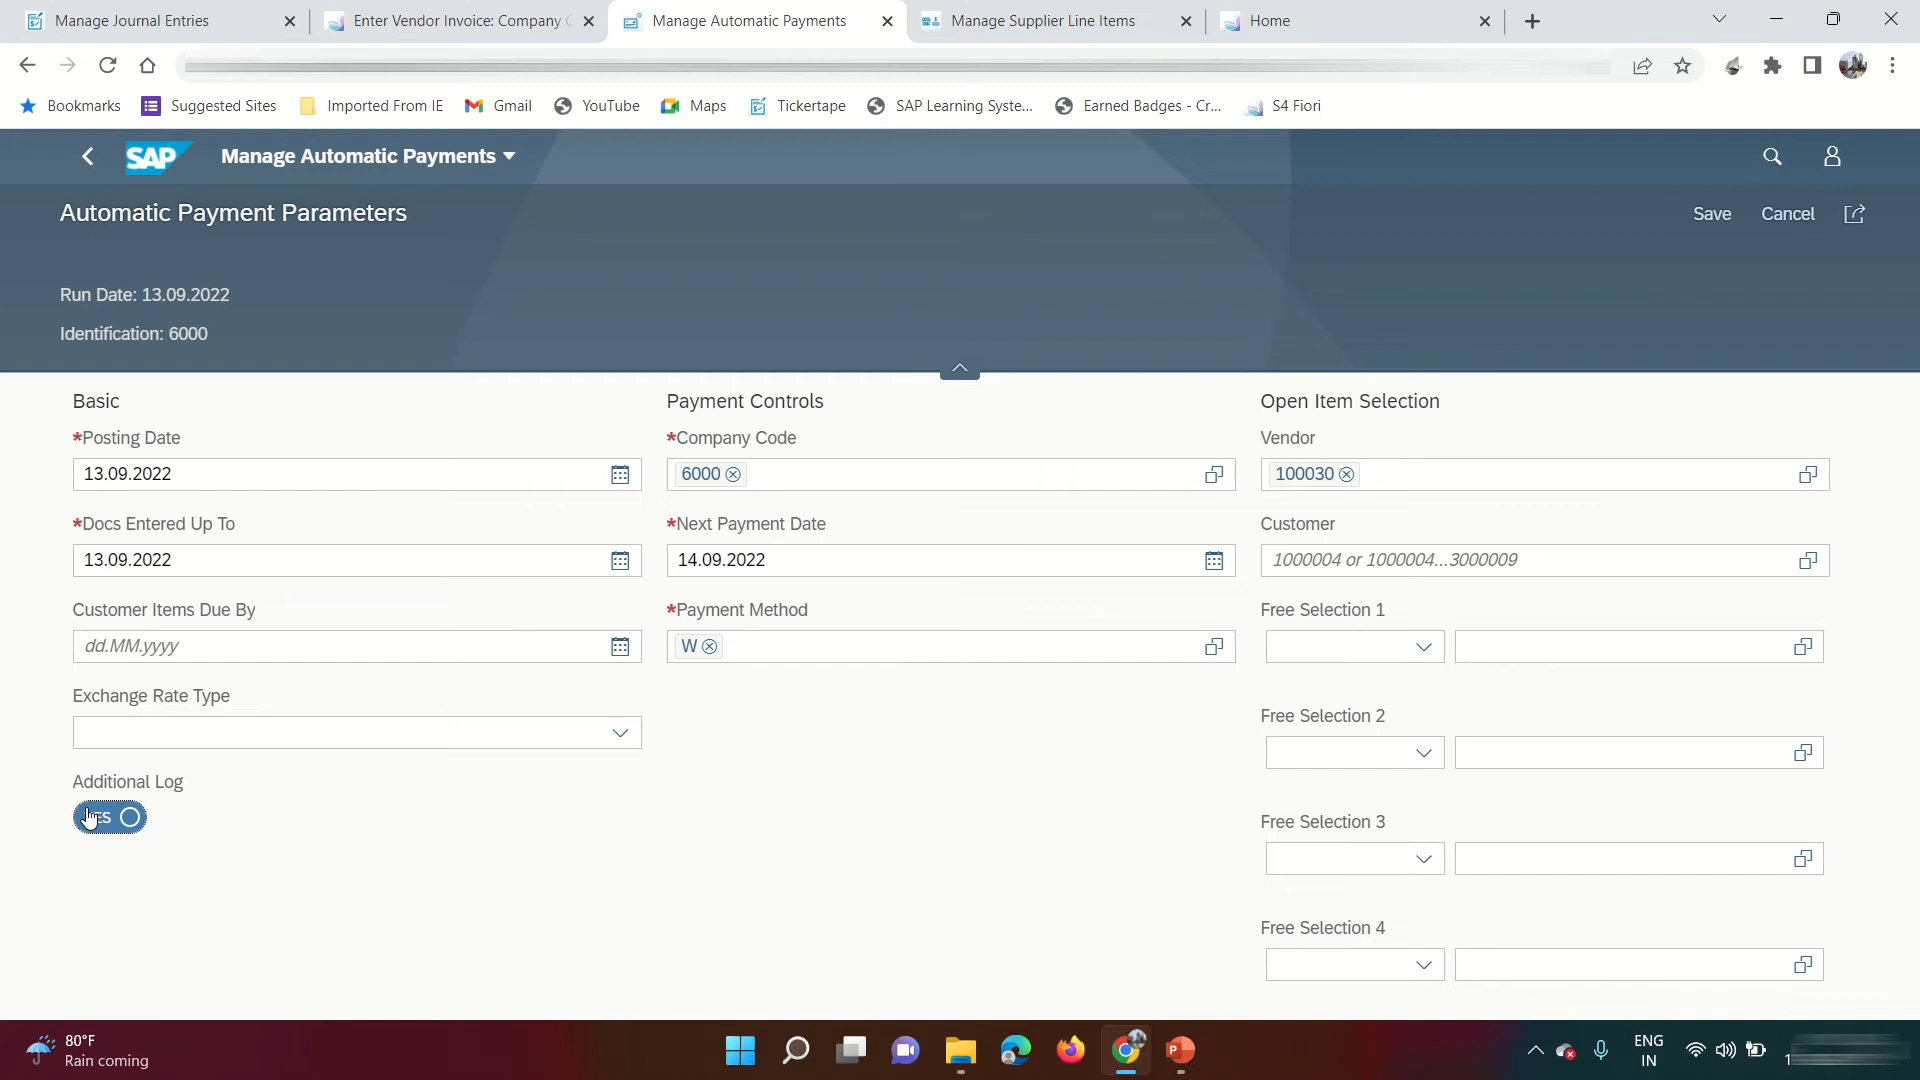 Manage Journal Entries
Enter Vendor Invoice: Company C
Manage Automatic Payments
Manage Supplier Line Items
Home
Bookmarks
Suggested Sites
Imported From IE
Gmail
YouTube
Maps
Tickertape
SAP Learning Syste...
Earned Badges - Cr...
S4 Fiori
SAP
Manage Automatic Payments
Automatic Payment Parameters
Save
Cancel
Run Date: 13.09.2022
Identification: 6000
Basic
*Posting Date
13.09.2022
*Docs Entered Up To
13.09.2022
Customer Items Due By
dd.MM.yyyy
Exchange Rate Type
Additional Log
Payment Controls
*Company Code
6000
*Next Payment Date
14.09.2022
*Payment Method
W
Open Item Selection
Vendor
100030
Customer
1000004 or 1000004...3000009
Free Selection 1
Free Selection 2
Free Selection 3
Free Selection 4
80°F
Rain coming
ENG
IN